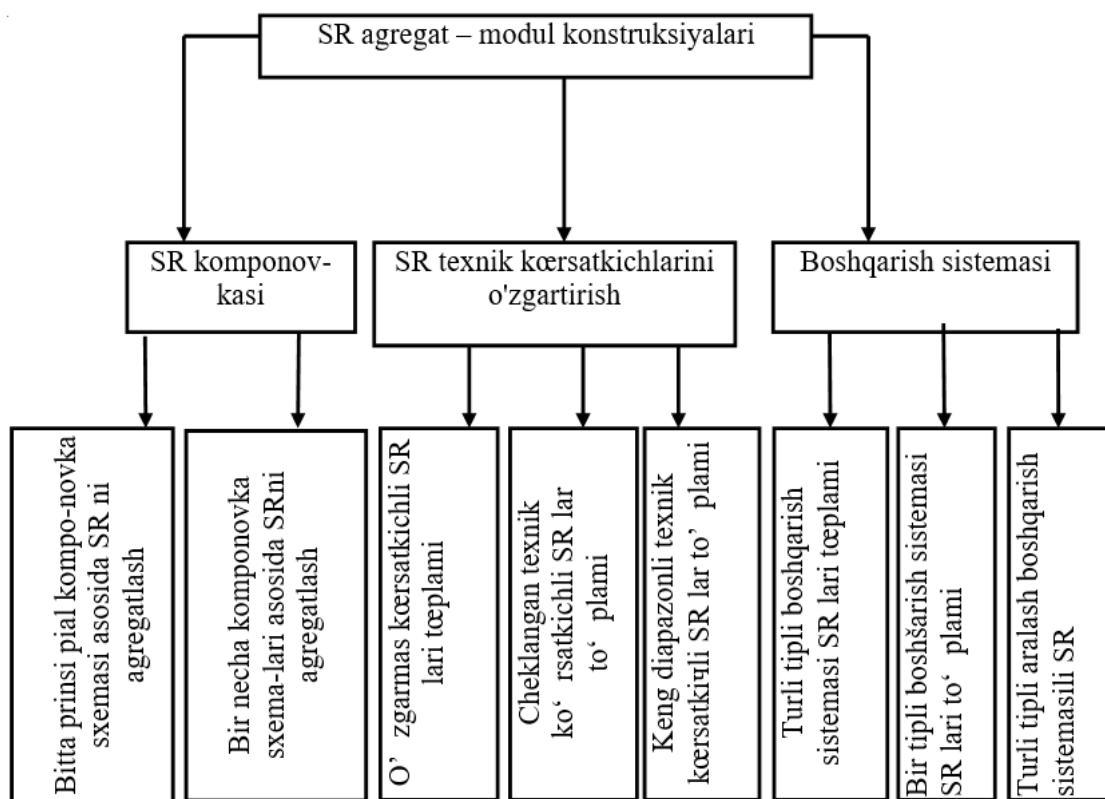 SR agregat – modul konstruksiyalari
SR komponov-
kasi
SR texnik kœrsatkichlarini
o'zgartirish
Boshqarish sistemasi
Bitta prinsi pial kompo-novka
sxemasi asosida SR ni
agregatlash
Bir necha komponovka
sxema-lari asosida SRni
agregatlash
O’ zgarmas kœrsatkichli SR
lari tœplami
Cheklangan texnik
ko‘ rsatkichli SR lar
to‘ plami
Keng diapazonli texnik
kœrsatkiчli SR lar to’ plami
Turli tipli boshqarish
sistemasi SR lari tœplami
Bir tipli boshšarish sistemasi
SR lari to‘ plami
Turli tipli aralash boshqarish
sistemasili SR